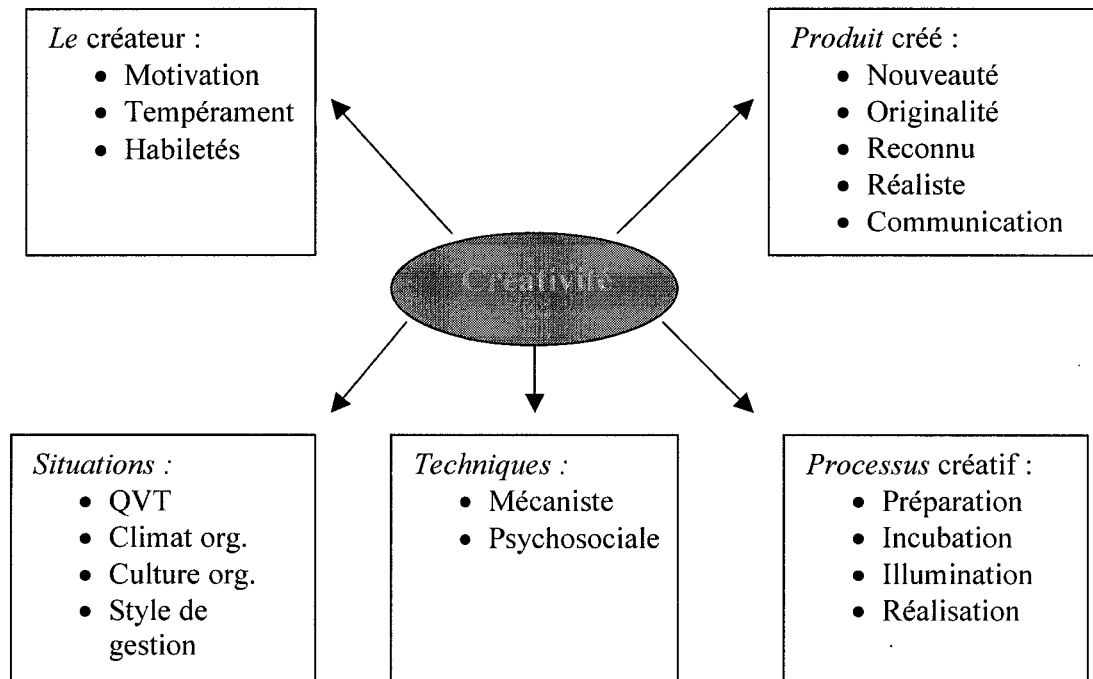 Le créateur :
• Motivation
• Tempérament
• Habiletés
Produit créé :
• Nouveauté
• Originalité
• Reconnu
• Réaliste
• Communication
Créativité
Situations :
• QVT
• Climat org.
• Culture org.
• Style de
gestion
Techniques :
• Mécaniste
• Psychosociale
Processus créatif :
• Préparation
• Incubation
• Illumination
• Réalisation